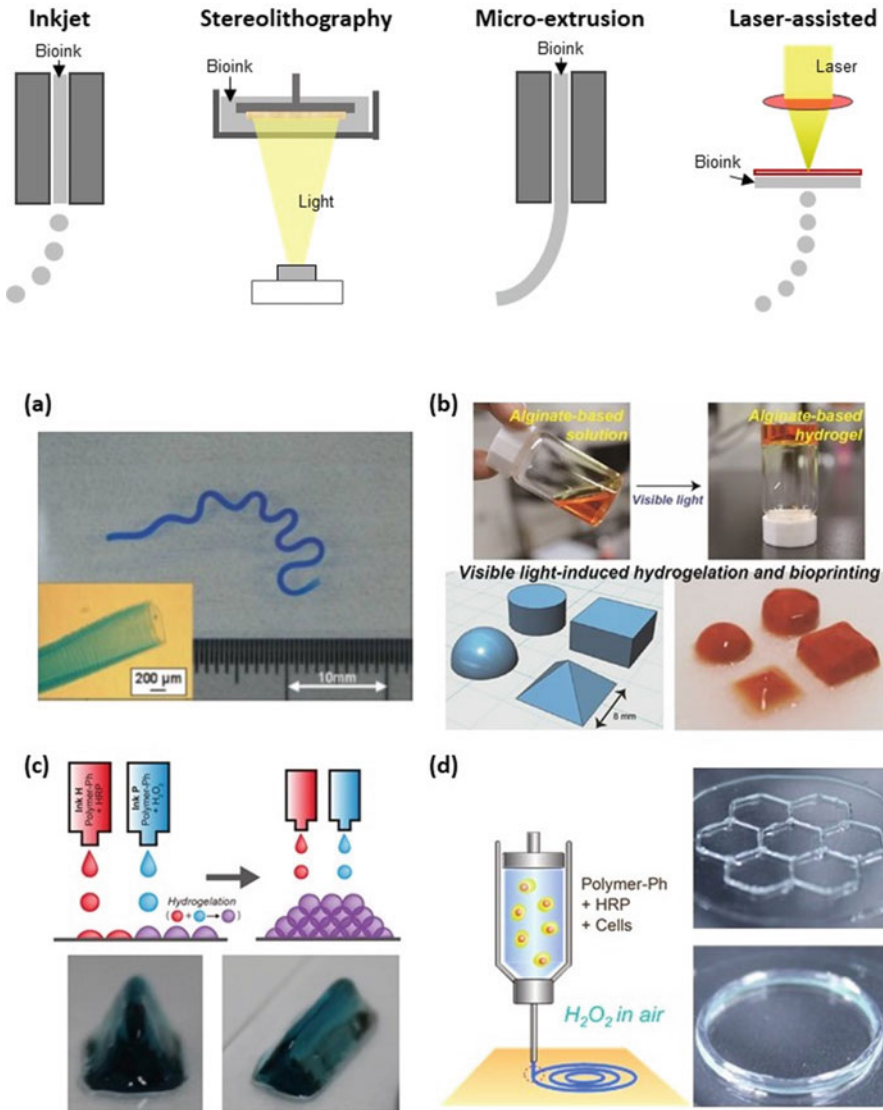 Inkjet
Stereolithography
Micro-extrusion
Laser-assisted
Bioink
Bioink
Bioink
Laser
Bioink
Light
(a)
200 µm
10mm
(b)
Alginate-based
solution
Visible light
Alginate-based
hydrogel
Visible light-induced hydrogelation and bioprinting
8 mm
(c)
Ink H
Polymer-Ph
+ HRP
Ink P
Polymer-Ph
+ H₂O₂
Hydrogelation
( + → )
(d)
Polymer-Ph
+ HRP
+ Cells
H₂O₂ in air